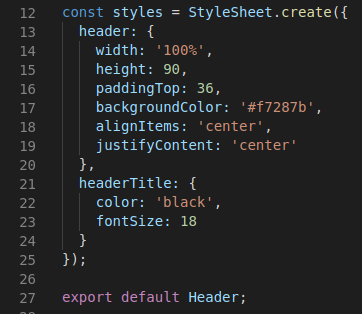 12 const styles = StyleSheet.create({
13 header: {
14 width: '100%',
15 height: 90,
16 paddingTop: 36,
17 backgroundColor: '#f7287b',
18 alignItems: 'center',
19 justifyContent: 'center'
20 },
21 headerTitle: {
22 color: 'black',
23 fontSize: 18
24 }
25 });
26
27 export default Header;